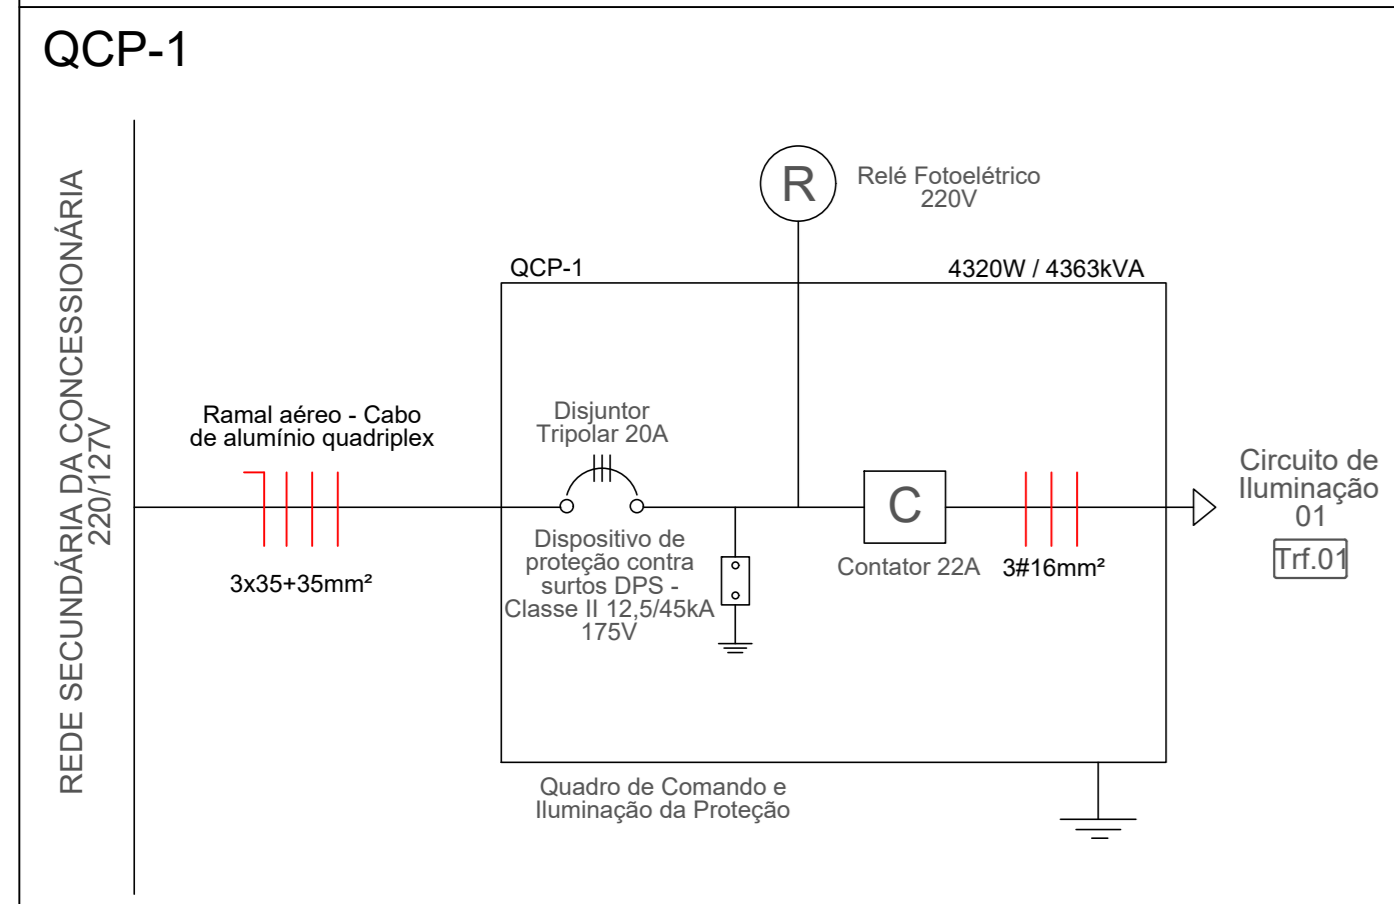 QCP-1
REDE SECUNDÁRIA DA CONCESSIONÁRIA
220/127V
R
Relé Fotoelétrico
220V
QCP-1
4320W / 4363kVA
Ramal aéreo - Cabo
de alumínio quadriplex
3x35+35mm²
Disjuntor
Tripolar 20A
Dispositivo de
proteção contra
surtos DPS -
Classe II 12,5/45kA
175V
C
Contator 22A
3#16mm²
Circuito de
Iluminação
01
Trf.01
Quadro de Comando e
Iluminação da Proteção